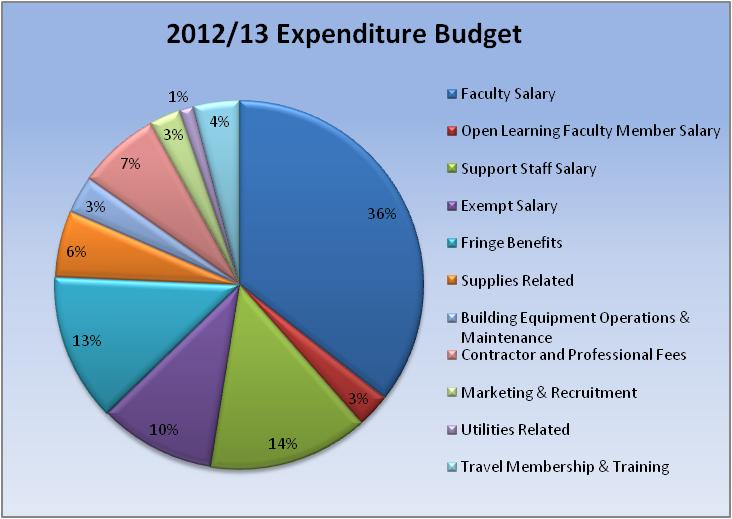 2012/13 Expenditure Budget
1%
4%
3%
7%
3%
6%
13%
10%
14%
3%
36%
Faculty Salary
Open Learning Faculty Member Salary
Support Staff Salary
Exempt Salary
Fringe Benefits
Supplies Related
Building Equipment Operations &
Maintenance
Contractor and Professional Fees
Marketing & Recruitment
Utilities Related
Travel Membership & Training